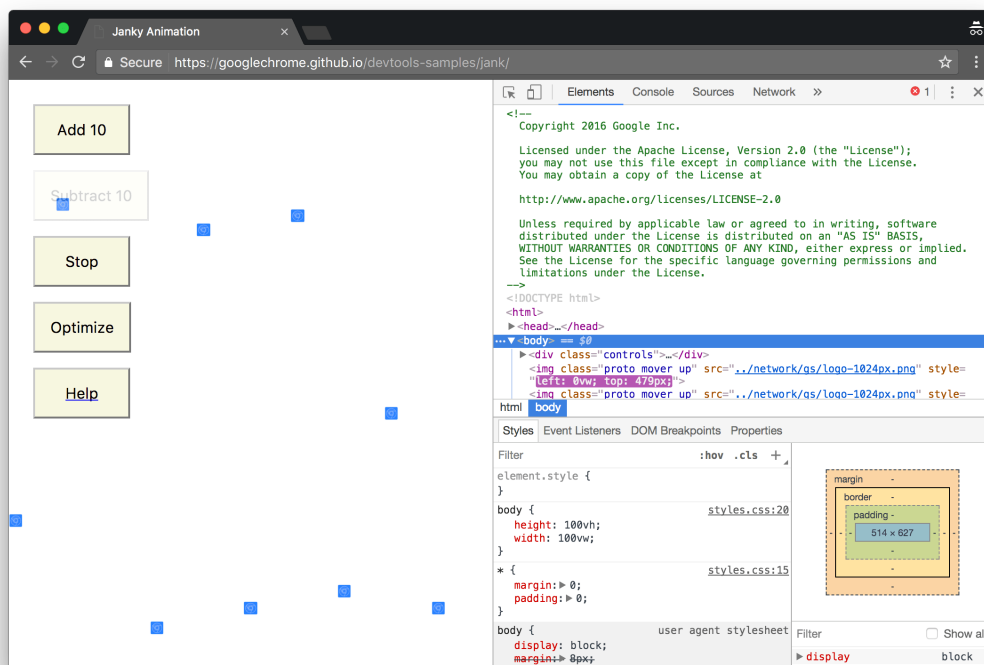 Janky Animation
Secure https://googlechrome.github.io/devtools-samples/jank/
Add 10
Subtract 10
Stop
Optimize
Help
Elements Console Sources Network » 1
<!--
Copyright 2016 Google Inc.
Licensed under the Apache License, Version 2.0 (the "License");
you may not use this file except in compliance with the License.
You may obtain a copy of the License at
http://www.apache.org/licenses/LICENSE-2.0
Unless required by applicable law or agreed to in writing, software
distributed under the License is distributed on an "AS IS" BASIS,
WITHOUT WARRANTIES OR CONDITIONS OF ANY KIND, either express or implied.
See the License for the specific language governing permissions and
limitations under the License.
-->
<!DOCTYPE html>
<html>
▶<head>…</head>
…▼<body> == $0
▶<div class="controls">…</div>
<img class="proto mover up" src="../network/gs/logo-1024px.png" style=
"left: 0vw; top: 479px;">
<img class="proto mover up" src="../network/gs/logo-1024px.png" style=
html body
Styles Event Listeners DOM Breakpoints Properties
Filter :hov .cls +
element.style {
}
body { styles.css:20
height: 100vh;
width: 100vw;
}
* { styles.css:15
margin:▶0;
padding:▶0;
}
body { user agent stylesheet
display: block;
margin:▶8px;
margin -
border -
padding -
- - - 514 × 627 - - -
-
-
-
Filter Show al
▶display block